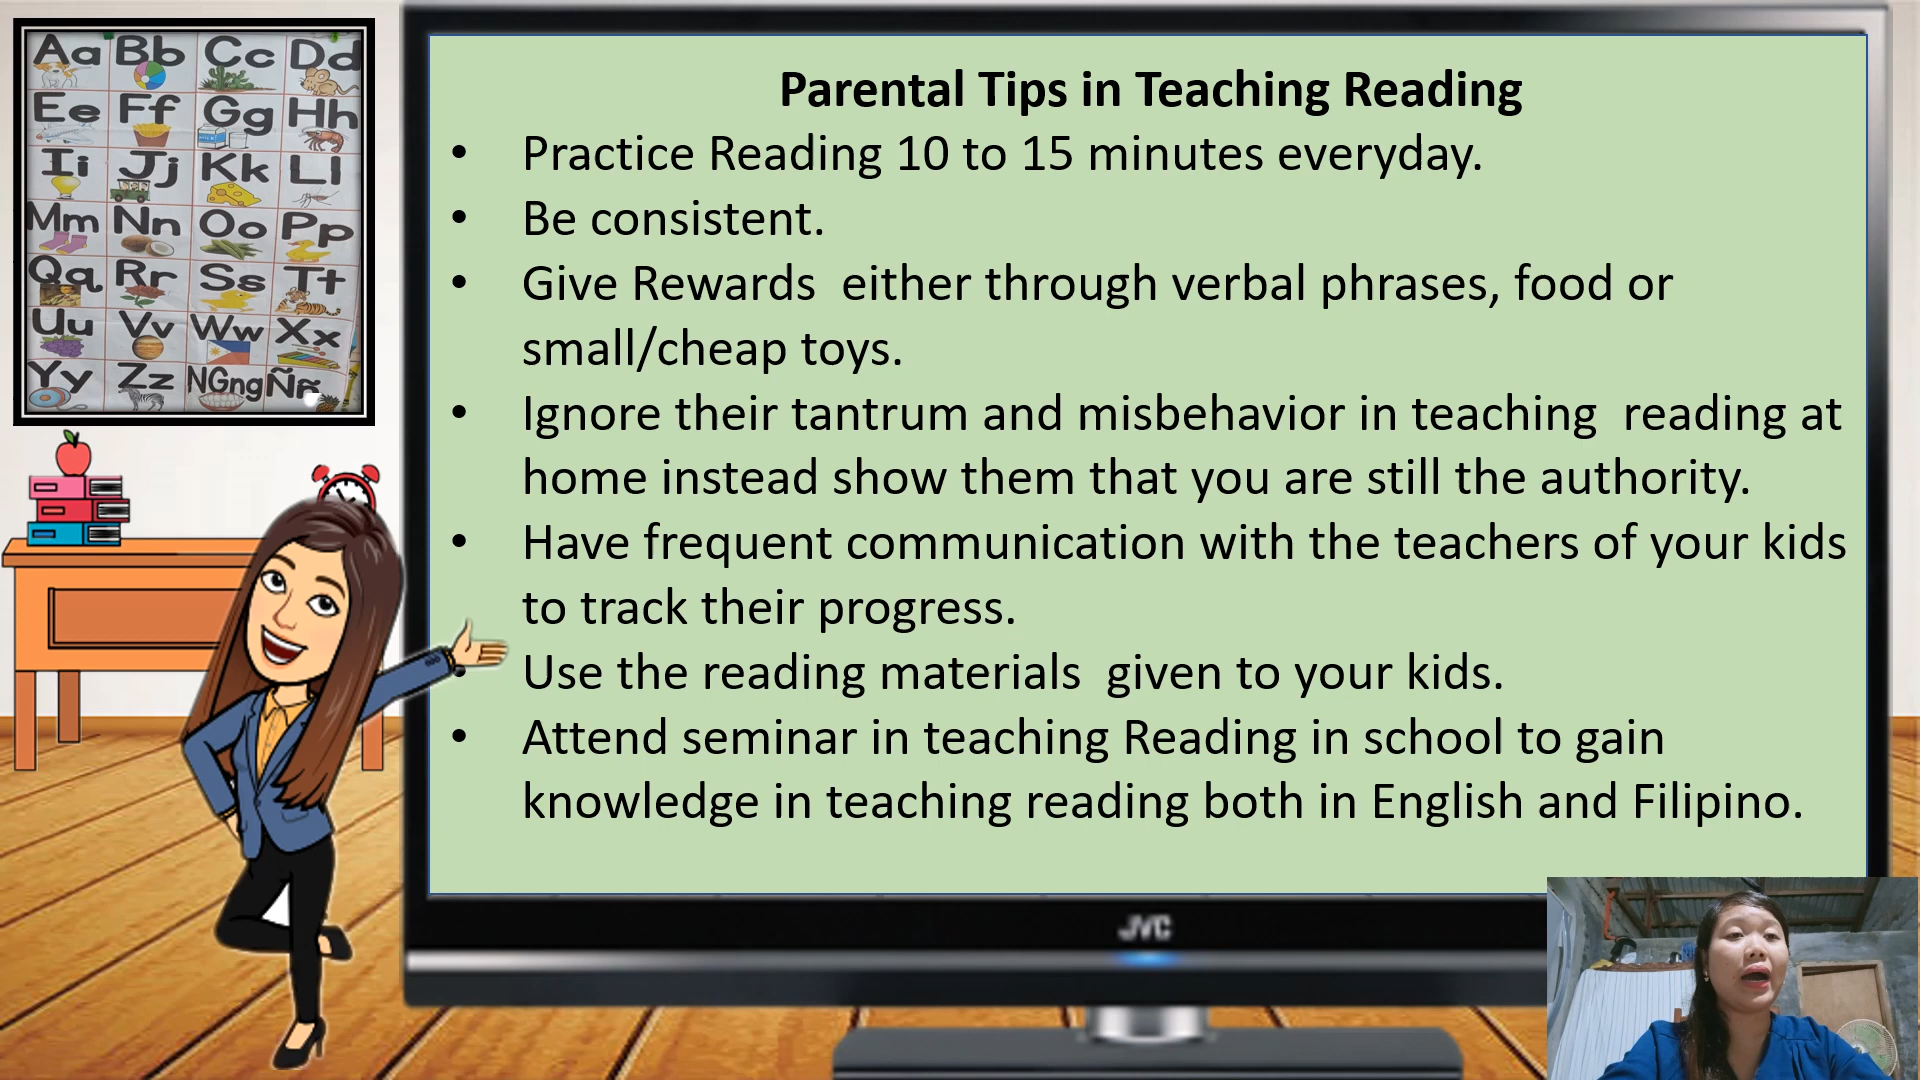 Aa Bb Cc Dd
Ee Ff Gg Hh
Ii Jj Kk Ll
Mm Nn Oo Pp
Qq Rr Ss Tt
Uu Vv Ww Xx
Yy Zz NGng Ññ
Parental Tips in Teaching Reading
• Practice Reading 10 to 15 minutes everyday.
• Be consistent.
• Give Rewards either through verbal phrases, food or
small/cheap toys.
• Ignore their tantrum and misbehavior in teaching reading at
home instead show them that you are still the authority.
• Have frequent communication with the teachers of your kids
to track their progress.
• Use the reading materials given to your kids.
• Attend seminar in teaching Reading in school to gain
knowledge in teaching reading both in English and Filipino.
JVC